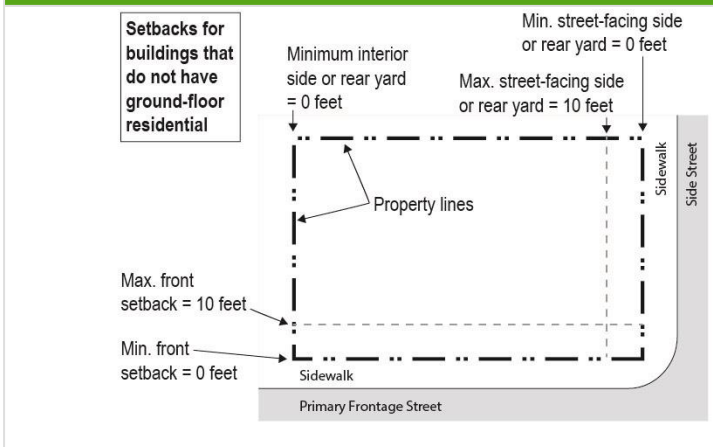 Setbacks for
buildings that
do not have
ground-floor
residential
Minimum interior
side or rear yard
= 0 feet
Min. street-facing side
or rear yard = 0 feet
Max. street-facing side
or rear yard = 10 feet
Property lines
Sidewalk
Side Street
Max. front
setback = 10 feet
Min. front
setback = 0 feet
Sidewalk
Primary Frontage Street